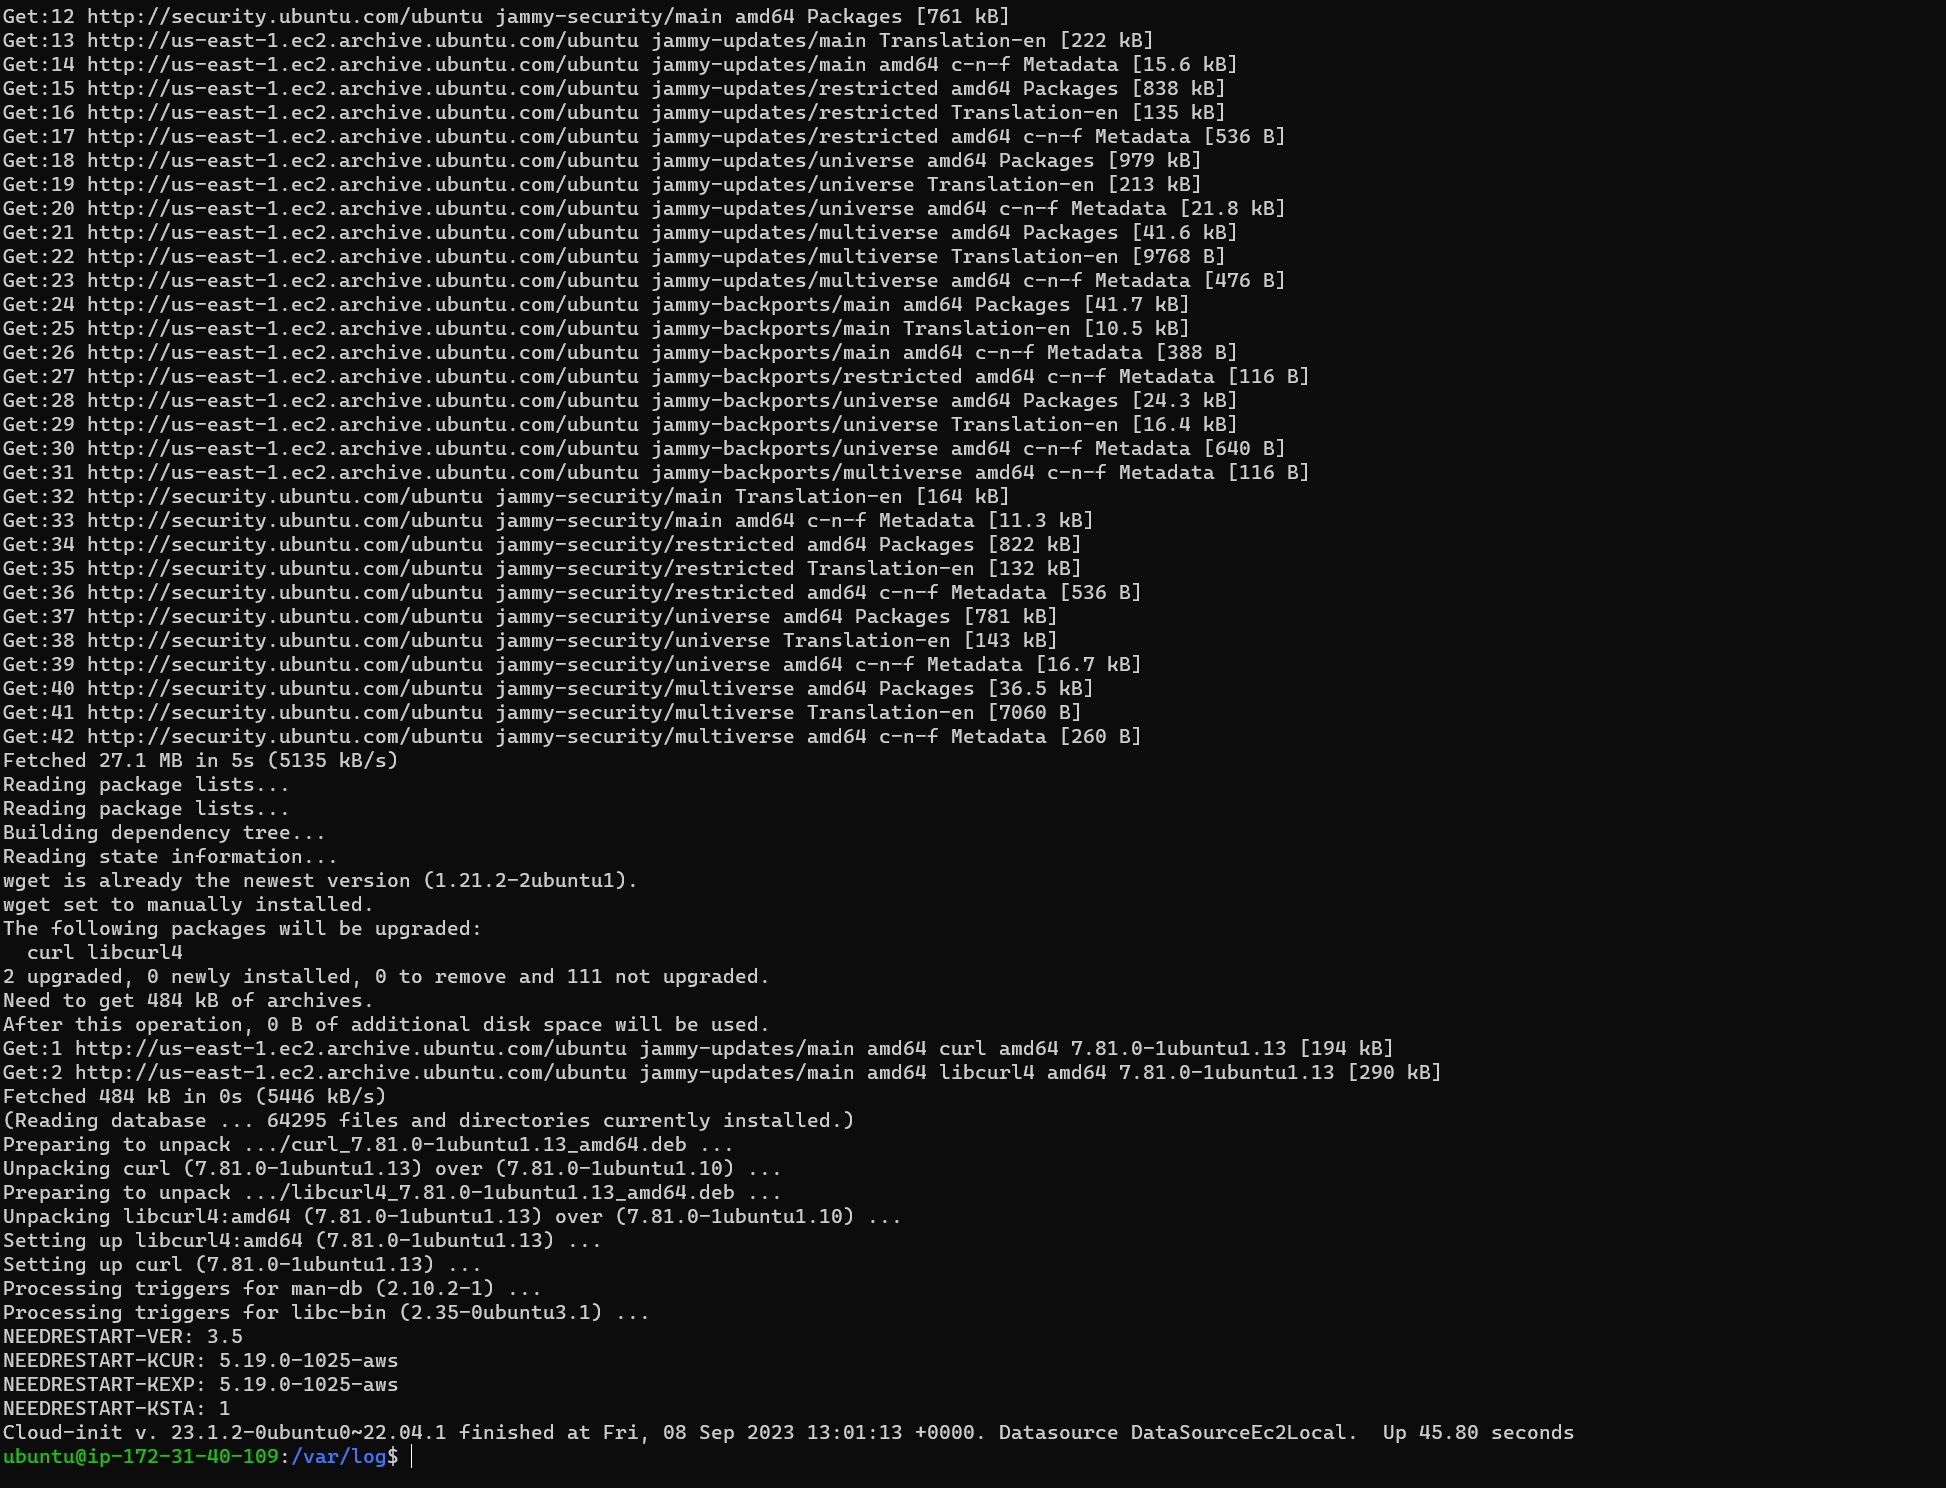 Get:12 http://security.ubuntu.com/ubuntu jammy-security/main amd64 Packages [761 kB]
Get:13 http://us-east-1.ec2.archive.ubuntu.com/ubuntu jammy-updates/main Translation-en [222 kB]
Get:14 http://us-east-1.ec2.archive.ubuntu.com/ubuntu jammy-updates/main amd64 c-n-f Metadata [15.6 kB]
Get:15 http://us-east-1.ec2.archive.ubuntu.com/ubuntu jammy-updates/restricted amd64 Packages [838 kB]
Get:16 http://us-east-1.ec2.archive.ubuntu.com/ubuntu jammy-updates/restricted Translation-en [135 kB]
Get:17 http://us-east-1.ec2.archive.ubuntu.com/ubuntu jammy-updates/restricted amd64 c-n-f Metadata [536 B]
Get:18 http://us-east-1.ec2.archive.ubuntu.com/ubuntu jammy-updates/universe amd64 Packages [979 kB]
Get:19 http://us-east-1.ec2.archive.ubuntu.com/ubuntu jammy-updates/universe Translation-en [213 kB]
Get:20 http://us-east-1.ec2.archive.ubuntu.com/ubuntu jammy-updates/universe amd64 c-n-f Metadata [21.8 kB]
Get:21 http://us-east-1.ec2.archive.ubuntu.com/ubuntu jammy-updates/multiverse amd64 Packages [41.6 kB]
Get:22 http://us-east-1.ec2.archive.ubuntu.com/ubuntu jammy-updates/multiverse Translation-en [9768 B]
Get:23 http://us-east-1.ec2.archive.ubuntu.com/ubuntu jammy-updates/multiverse amd64 c-n-f Metadata [476 B]
Get:24 http://us-east-1.ec2.archive.ubuntu.com/ubuntu jammy-backports/main amd64 Packages [41.7 kB]
Get:25 http://us-east-1.ec2.archive.ubuntu.com/ubuntu jammy-backports/main Translation-en [10.5 kB]
Get:26 http://us-east-1.ec2.archive.ubuntu.com/ubuntu jammy-backports/main amd64 c-n-f Metadata [388 B]
Get:27 http://us-east-1.ec2.archive.ubuntu.com/ubuntu jammy-backports/restricted amd64 c-n-f Metadata [116 B]
Get:28 http://us-east-1.ec2.archive.ubuntu.com/ubuntu jammy-backports/universe amd64 Packages [24.3 kB]
Get:29 http://us-east-1.ec2.archive.ubuntu.com/ubuntu jammy-backports/universe Translation-en [16.4 kB]
Get:30 http://us-east-1.ec2.archive.ubuntu.com/ubuntu jammy-backports/universe amd64 c-n-f Metadata [640 B]
Get:31 http://us-east-1.ec2.archive.ubuntu.com/ubuntu jammy-backports/multiverse amd64 c-n-f Metadata [116 B]
Get:32 http://security.ubuntu.com/ubuntu jammy-security/main Translation-en [164 kB]
Get:33 http://security.ubuntu.com/ubuntu jammy-security/main amd64 c-n-f Metadata [11.3 kB]
Get:34 http://security.ubuntu.com/ubuntu jammy-security/restricted amd64 Packages [822 kB]
Get:35 http://security.ubuntu.com/ubuntu jammy-security/restricted Translation-en [132 kB]
Get:36 http://security.ubuntu.com/ubuntu jammy-security/restricted amd64 c-n-f Metadata [536 B]
Get:37 http://security.ubuntu.com/ubuntu jammy-security/universe amd64 Packages [781 kB]
Get:38 http://security.ubuntu.com/ubuntu jammy-security/universe Translation-en [143 kB]
Get:39 http://security.ubuntu.com/ubuntu jammy-security/universe amd64 c-n-f Metadata [16.7 kB]
Get:40 http://security.ubuntu.com/ubuntu jammy-security/multiverse amd64 Packages [36.5 kB]
Get:41 http://security.ubuntu.com/ubuntu jammy-security/multiverse Translation-en [7060 B]
Get:42 http://security.ubuntu.com/ubuntu jammy-security/multiverse amd64 c-n-f Metadata [260 B]
Fetched 27.1 MB in 5s (5135 kB/s)
Reading package lists...
Reading package lists...
Building dependency tree...
Reading state information...
wget is already the newest version (1.21.2-2ubuntu1).
wget set to manually installed.
The following packages will be upgraded:
  curl libcurl4
2 upgraded, 0 newly installed, 0 to remove and 111 not upgraded.
Need to get 484 kB of archives.
After this operation, 0 B of additional disk space will be used.
Get:1 http://us-east-1.ec2.archive.ubuntu.com/ubuntu jammy-updates/main amd64 curl amd64 7.81.0-1ubuntu1.13 [194 kB]
Get:2 http://us-east-1.ec2.archive.ubuntu.com/ubuntu jammy-updates/main amd64 libcurl4 amd64 7.81.0-1ubuntu1.13 [290 kB]
Fetched 484 kB in 0s (5446 kB/s)
(Reading database ... 64295 files and directories currently installed.)
Preparing to unpack .../curl_7.81.0-1ubuntu1.13_amd64.deb ...
Unpacking curl (7.81.0-1ubuntu1.13) over (7.81.0-1ubuntu1.10) ...
Preparing to unpack .../libcurl4_7.81.0-1ubuntu1.13_amd64.deb ...
Unpacking libcurl4:amd64 (7.81.0-1ubuntu1.13) over (7.81.0-1ubuntu1.10) ...
Setting up libcurl4:amd64 (7.81.0-1ubuntu1.13) ...
Setting up curl (7.81.0-1ubuntu1.13) ...
Processing triggers for man-db (2.10.2-1) ...
Processing triggers for libc-bin (2.35-0ubuntu3.1) ...
NEEDRESTART-VER: 3.5
NEEDRESTART-KCUR: 5.19.0-1025-aws
NEEDRESTART-KEXP: 5.19.0-1025-aws
NEEDRESTART-KSTA: 1
Cloud-init v. 23.1.2-0ubuntu0~22.04.1 finished at Fri, 08 Sep 2023 13:01:13 +0000. Datasource DataSourceEc2Local.  Up 45.80 seconds
ubuntu@ip-172-31-40-109:/var/log$